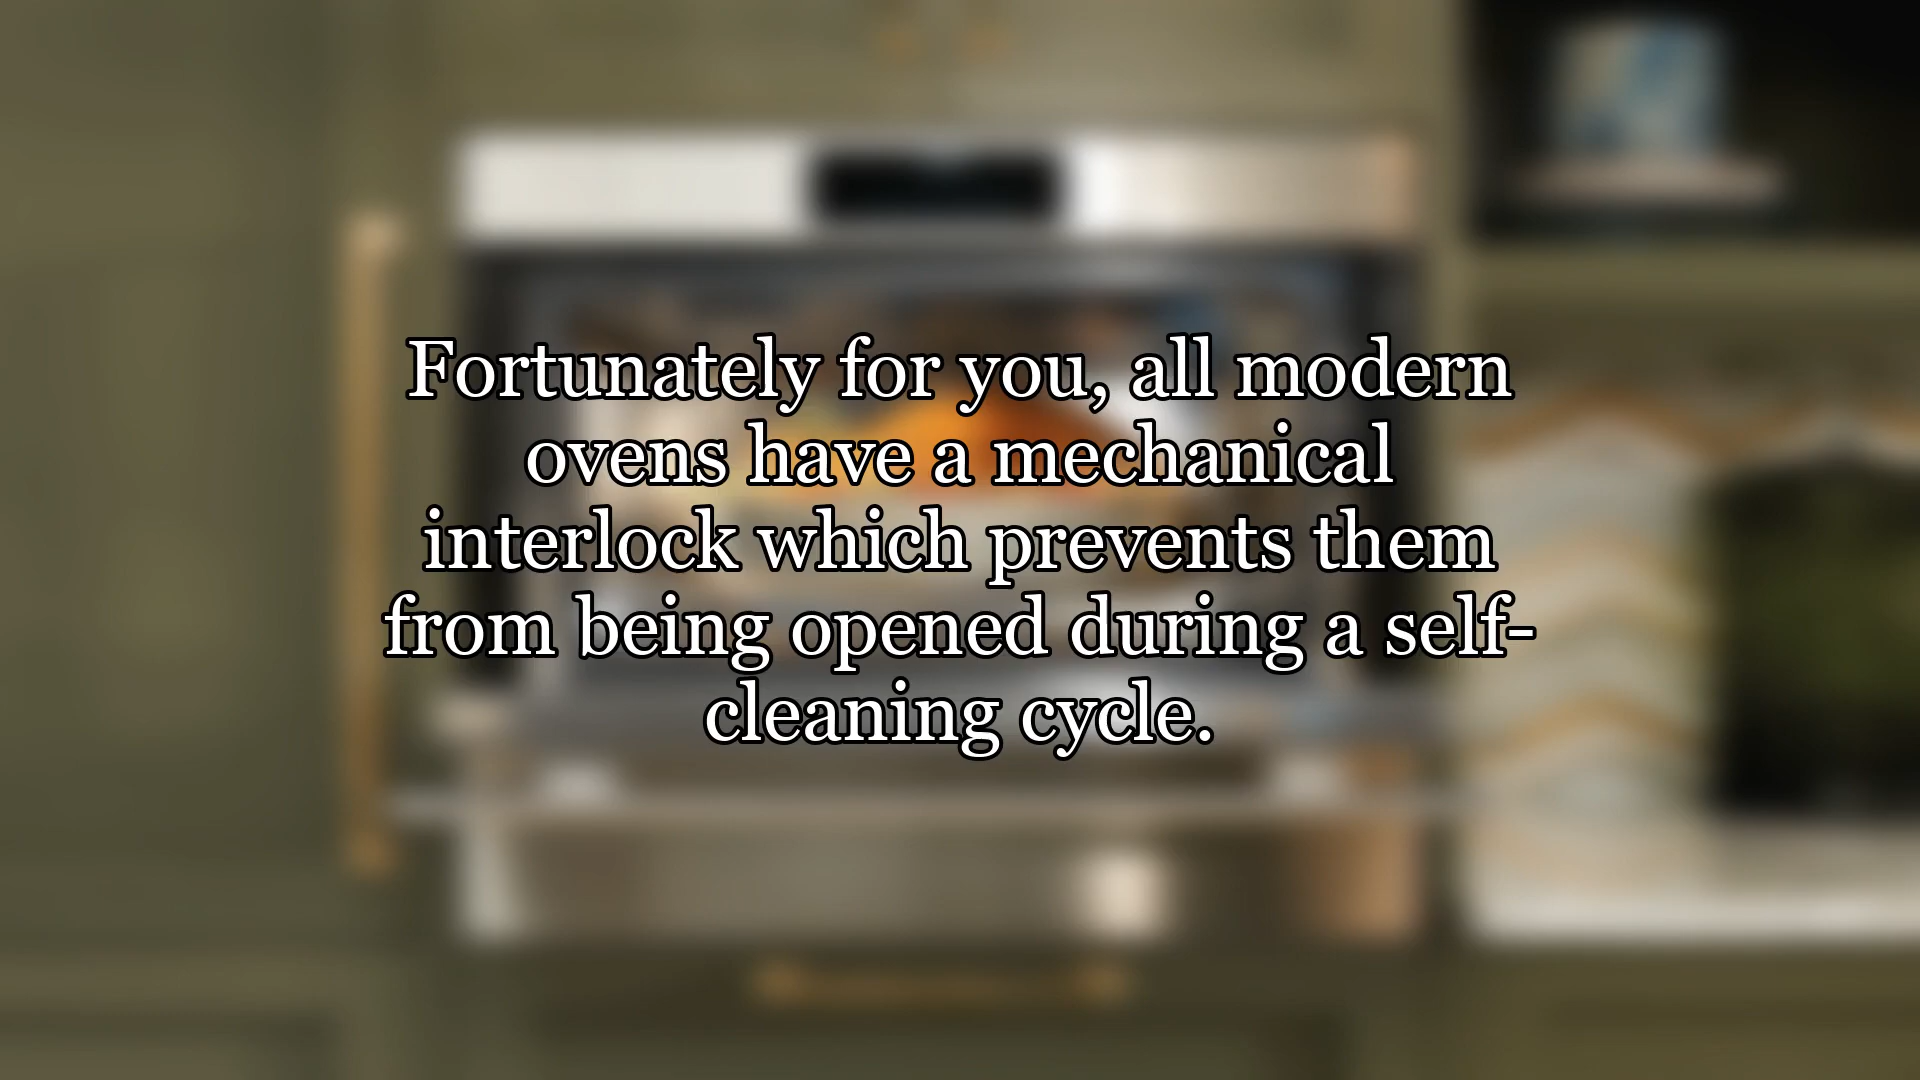 Fortunately for you, all modern
ovens have a mechanical
interlock which prevents them
from being opened during a self-
cleaning cycle.